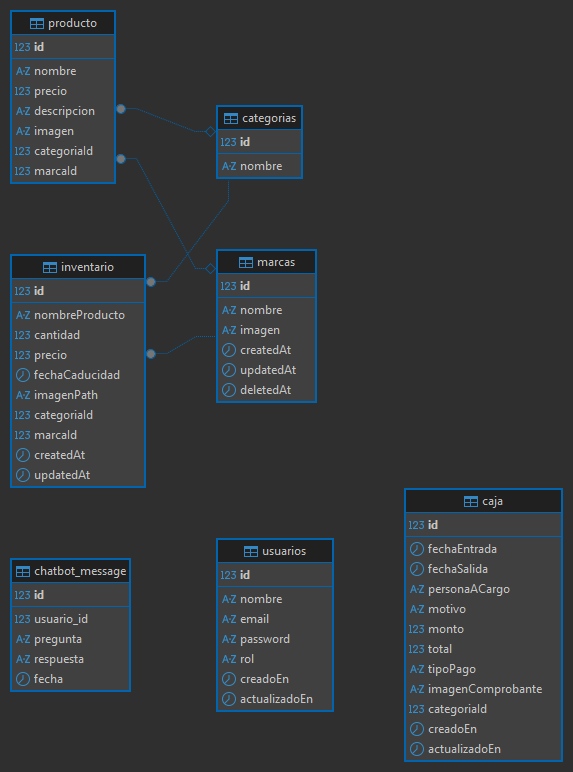 producto
123 id
A-Z nombre
123 precio
A-Z descripcion
A-Z imagen
123 categoriaId
123 marcaId
categorias
123 id
A-Z nombre
inventario
123 id
A-Z nombreProducto
123 cantidad
123 precio
fechaCaducidad
A-Z imagenPath
123 categoriaId
123 marcaId
createdAt
updatedAt
marcas
123 id
A-Z nombre
A-Z imagen
createdAt
updatedAt
deletedAt
chatbot_message
123 id
123 usuario_id
A-Z pregunta
A-Z respuesta
fecha
usuarios
123 id
A-Z nombre
A-Z email
A-Z password
A-Z rol
creadoEn
actualizadoEn
caja
123 id
fechaEntrada
fechaSalida
A-Z personaACargo
A-Z motivo
123 monto
123 total
A-Z tipoPago
A-Z imagenComprobante
123 categoriaId
creadoEn
actualizadoEn